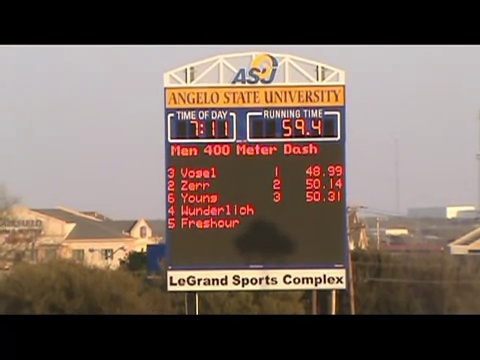 ASU
ANGELO STATE UNIVERSITY
TIME OF DAY RUNNING TIME
7:11 59.4
Men 400 Meter Dash
3 Vogel 1 48.99
2 Zerr 2 50.14
6 Young 3 50.31
4 Wunderlich
5 Freshour
LeGrand Sports Complex